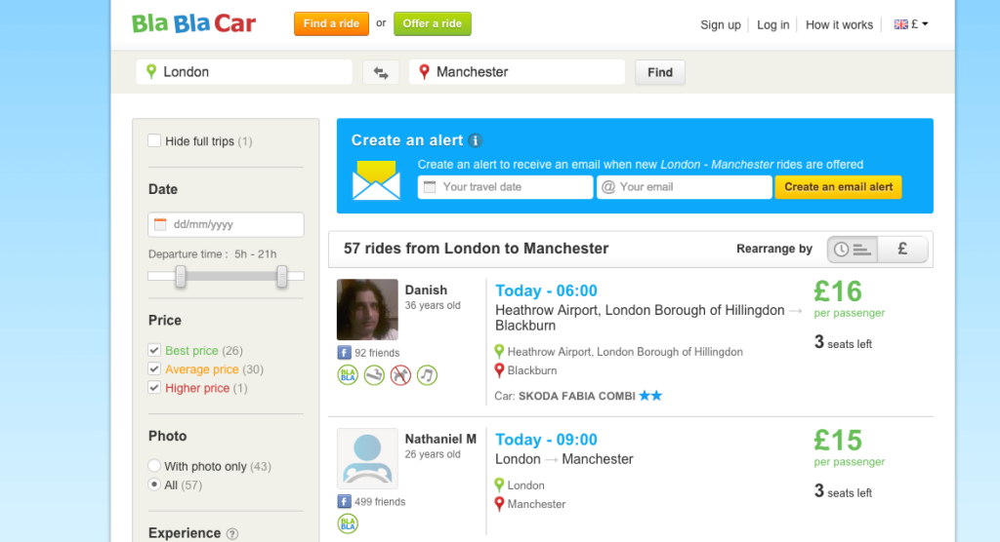 Bla Bla Car
Find a ride or Offer a ride
Sign up Log in How it works £
London
Manchester
Find
Hide full trips (1)
Date
dd/mm/yyyy
Departure time : 5h - 21h
Price
Best price (26)
Average price (30)
Higher price (1)
Photo
With photo only (43)
All (57)
Experience ?
Create an alert i
Create an alert to receive an email when new London - Manchester rides are offered
Your travel date
@ Your email
Create an email alert
57 rides from London to Manchester
Rearrange by £
Danish
36 years old
f 92 friends
BLA BLA
Today - 06:00
Heathrow Airport, London Borough of Hillingdon →
Blackburn
Heathrow Airport, London Borough of Hillingdon
Blackburn
Car: SKODA FABIA COMBI ★★
£16
per passenger
3 seats left
Nathaniel M
26 years old
f 499 friends
BLA BLA
Today - 09:00
London → Manchester
London
Manchester
£15
per passenger
3 seats left